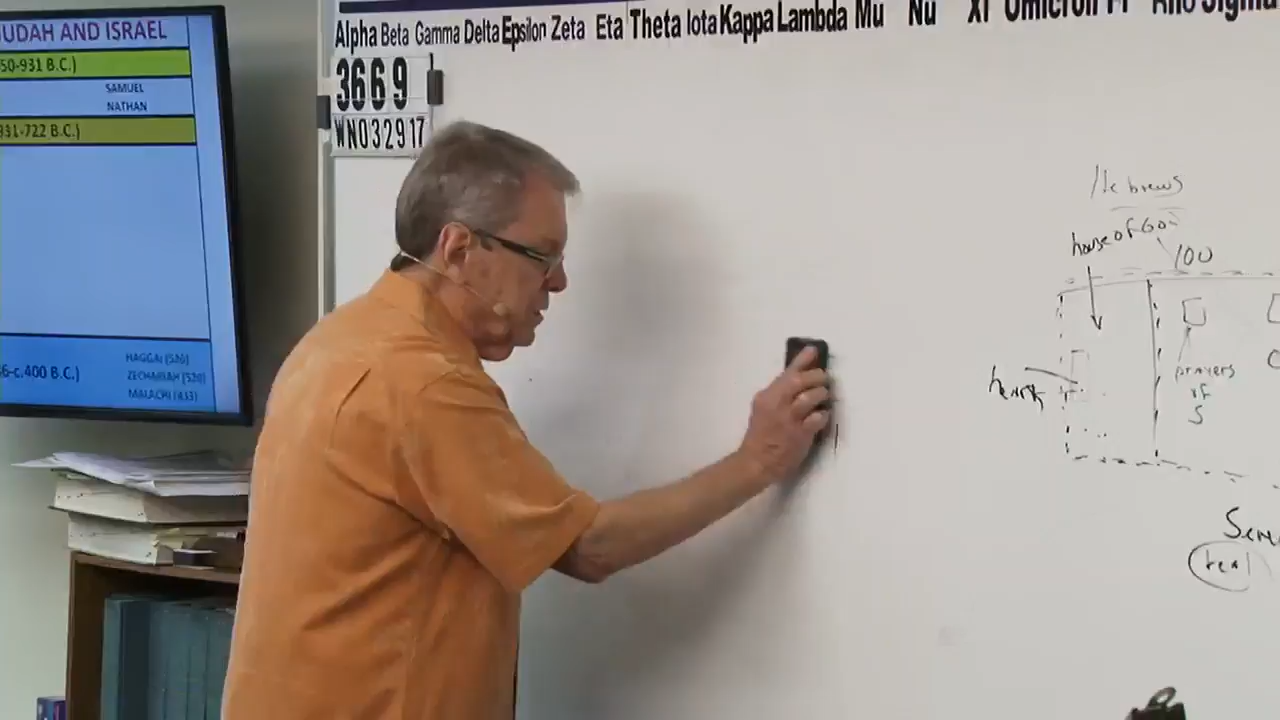 UDAH AND ISRAEL
50-931 B.C.)
SAMUEL
NATHAN
931-722 B.C.)
6-c.400 B.C.)
HAGGAI (520)
ZECHARIAH (520)
MALACHI (433)
Alpha Beta Gamma Delta Epsilon Zeta Eta Theta Iota Kappa Lambda Mu Nu Xi Omicron Pi Rho Sigma
3669
WN032917
Hebrews
house of God
100
prayers
of
S